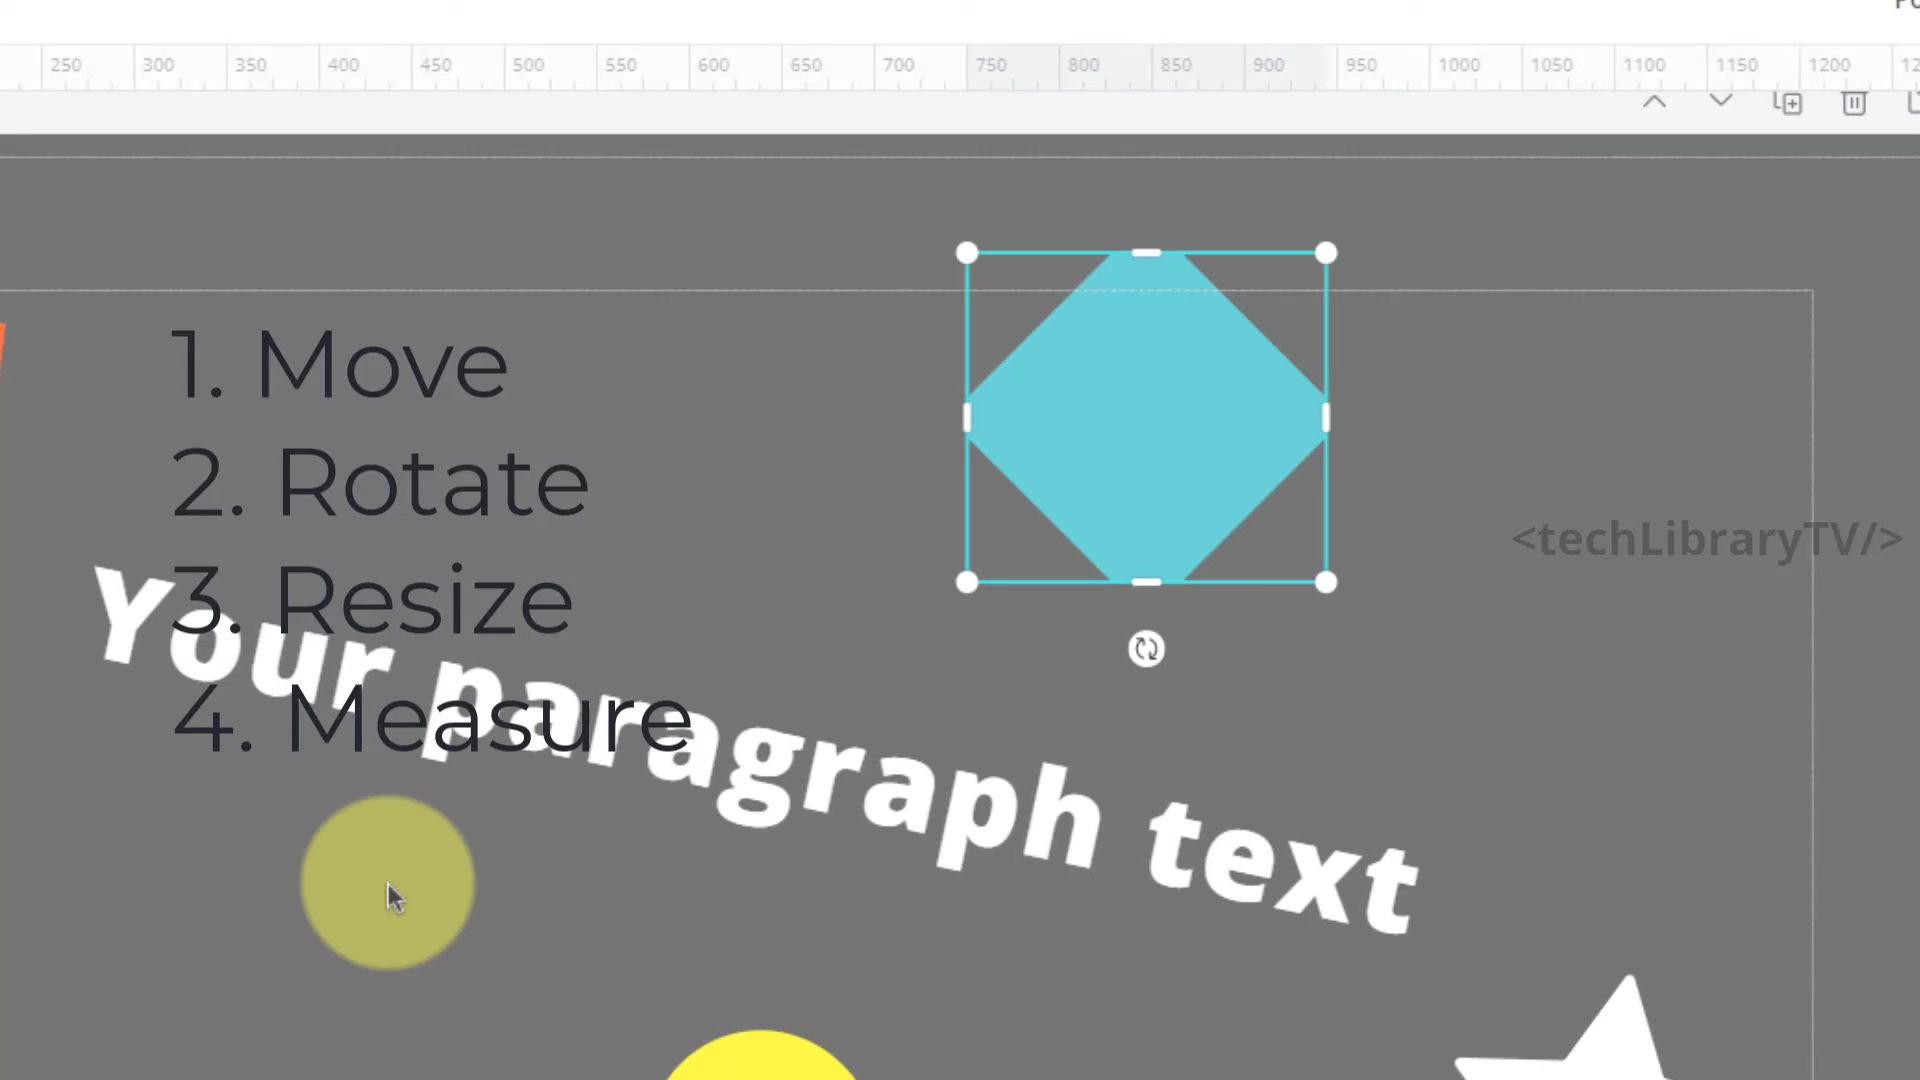 250 300 350 400 450 500 550 600 650 700 750 800 850 900 950 1000 1050 1100 1150 1200
1. Move
2. Rotate
<techLibraryTV/>
3. Resize
Your paragraph text
4. Measure